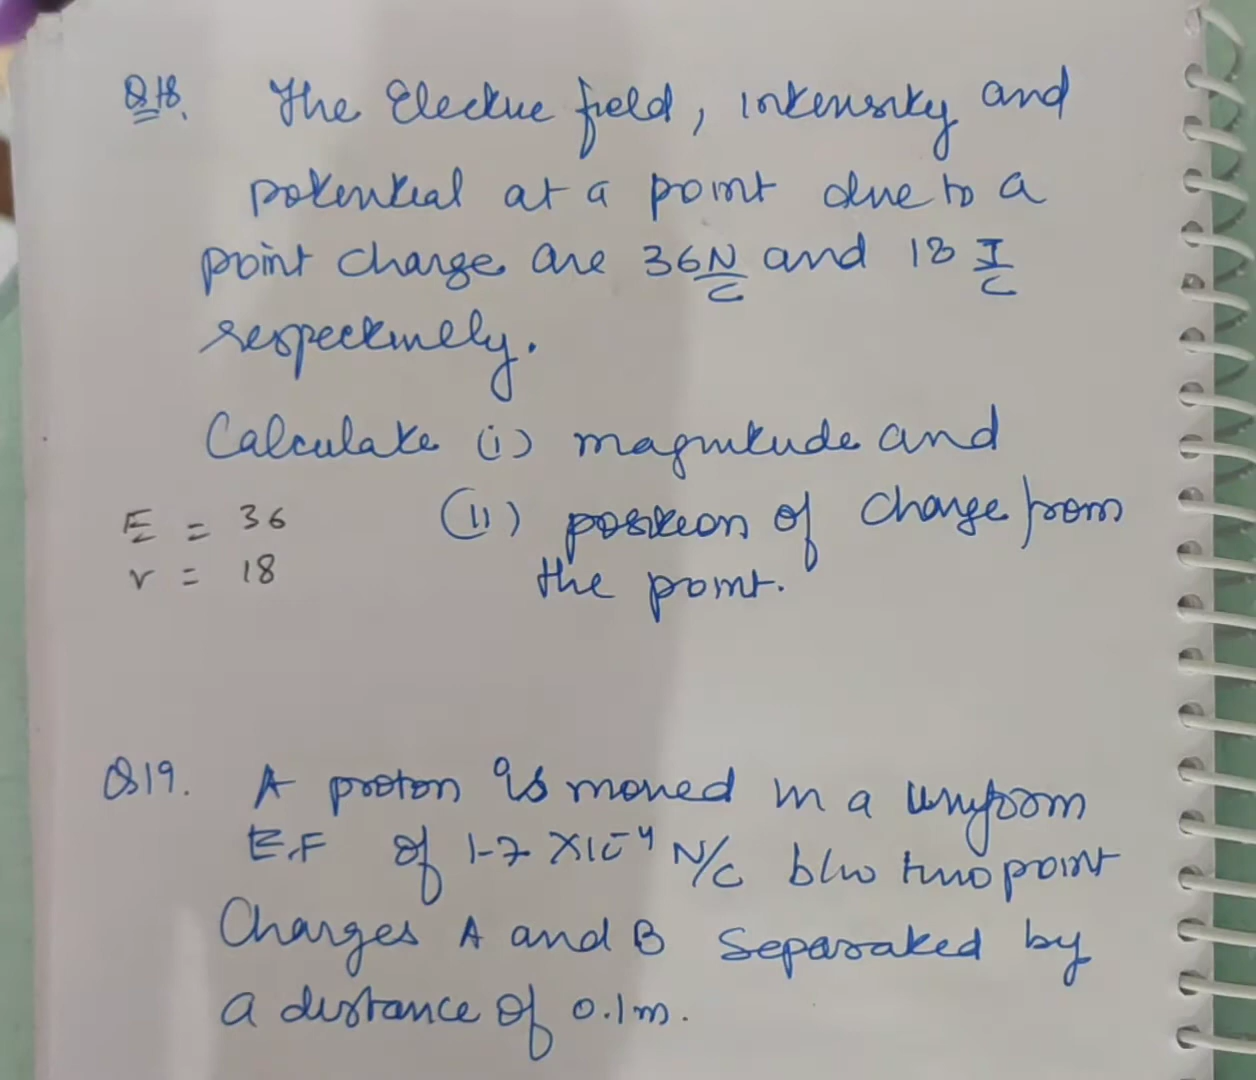 Q18. The Electric field, intensity and
potential at a point due to a
point charge are 36 N/C and 18 J/C
respectively.
Calculate (i) magnitude and
(ii) position of charge from
the point.
E = 36
r = 18
Q19. A proton is moved in a uniform
E.F of 1.7 × 10⁻⁴ N/C b/w two point
Charges A and B separated by
a distance of 0.1m.